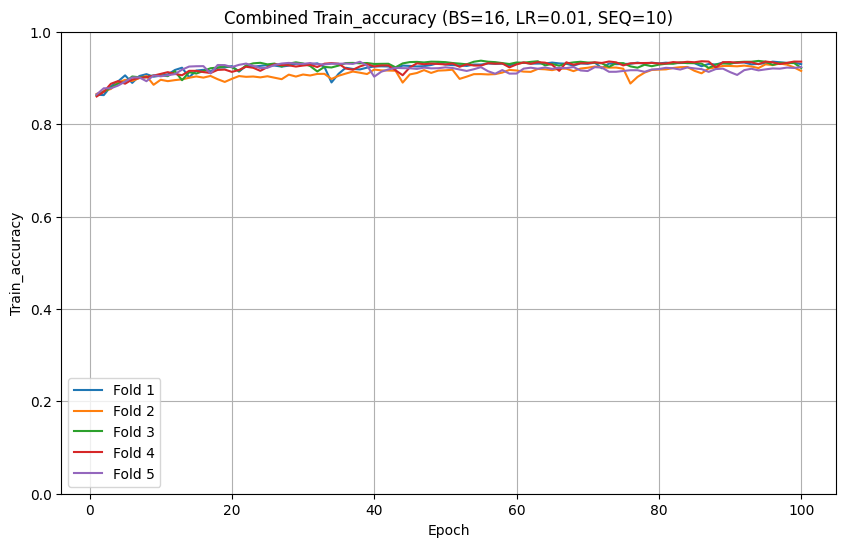 Combined Train_accuracy (BS=16, LR=0.01, SEQ=10)
Train_accuracy
1.0
0.8
0.6
0.4
0.2
0.0
Fold 1
Fold 2
Fold 3
Fold 4
Fold 5
0 20 40 60 80 100
Epoch